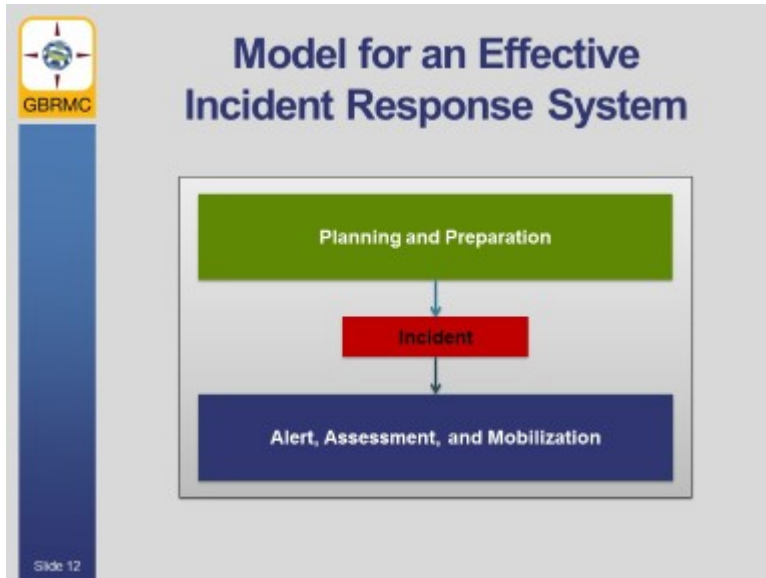 GBRMC
Model for an Effective
Incident Response System
Planning and Preparation
Incident
Alert, Assessment, and Mobilization
Slide 12